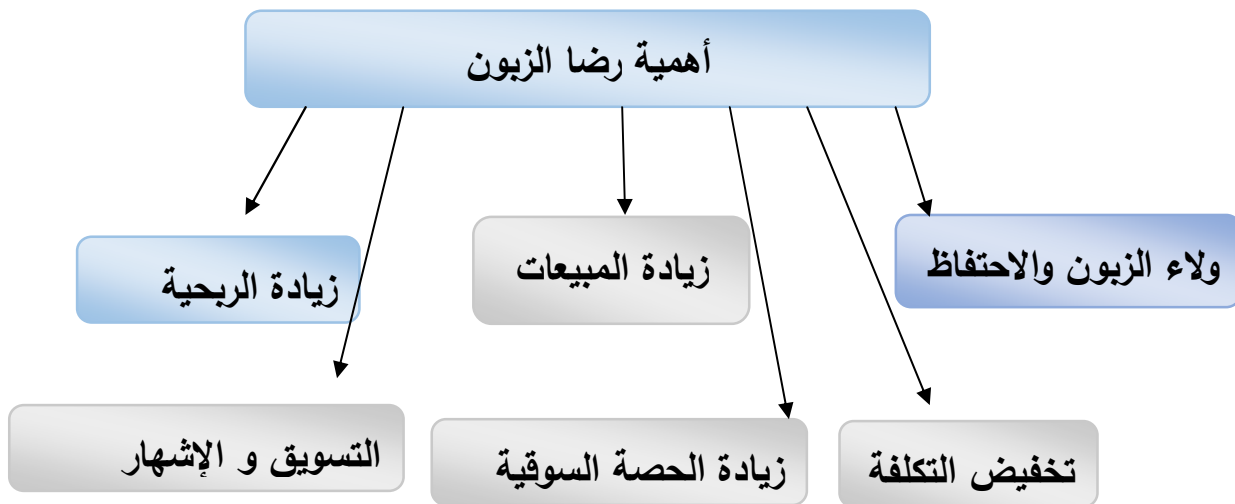 أهمية رضا الزبون
ولاء الزبون والاحتفاظ
زيادة المبيعات
زيادة الربحية
تخفيض التكلفة
زيادة الحصة السوقية
التسويق و الإشهار